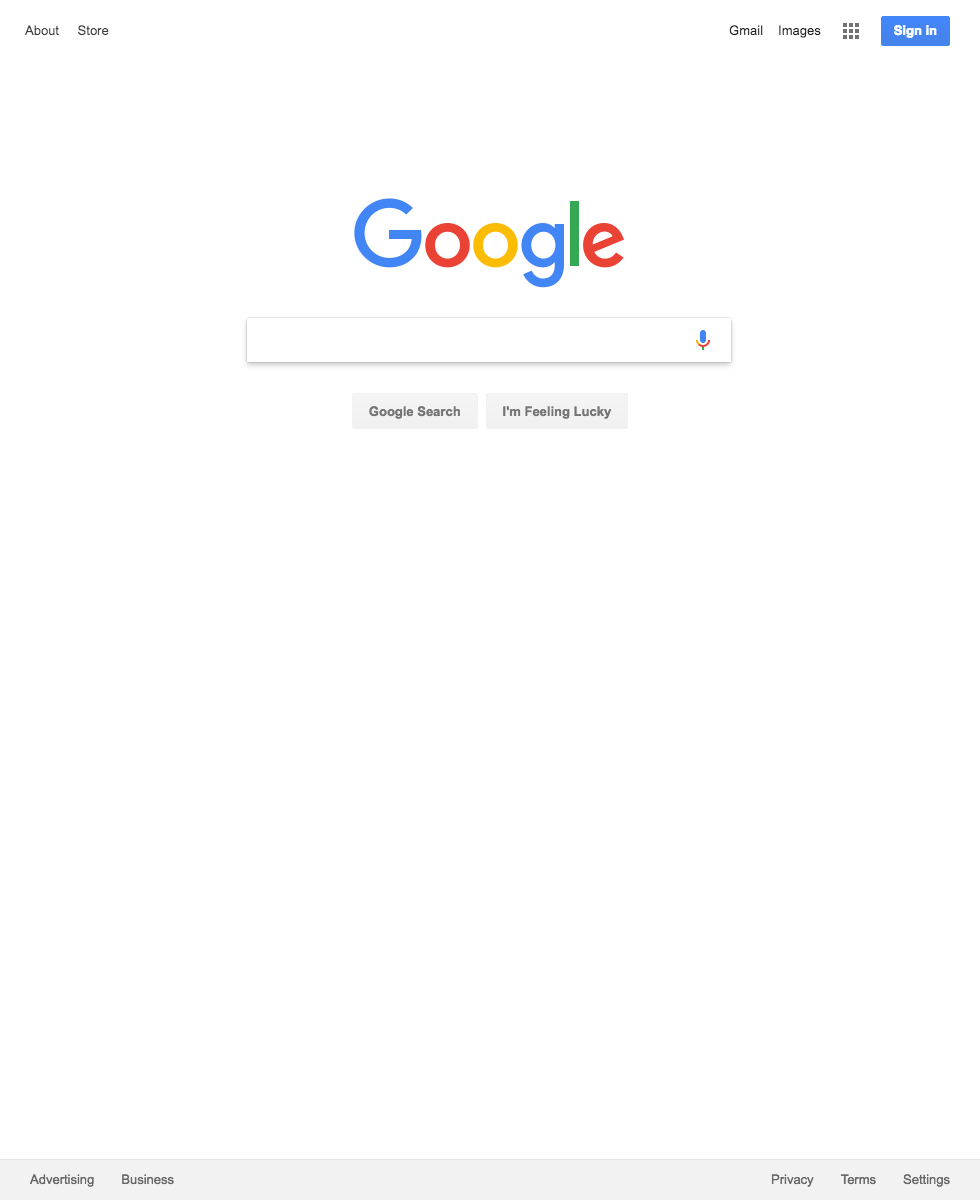 About Store Gmail Images Sign in
Google
Google Search I'm Feeling Lucky
Advertising Business Privacy Terms Settings